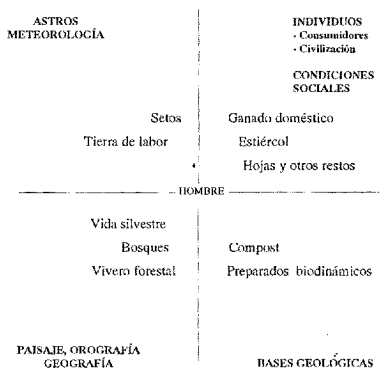 ASTROS
METEOROLOGÍA
INDIVIDUOS
- Consumidores
- Civilización
CONDICIONES
SOCIALES
Setos
Tierra de labor
Ganado doméstico
Estiércol
Hojas y otros restos
HOMBRE
Vida silvestre
Bosques
Vivero forestal
Compost
Preparados biodinámicos
PAISAJE, OROGRAFÍA
GEOGRAFÍA
BASES GEOLÓGICAS